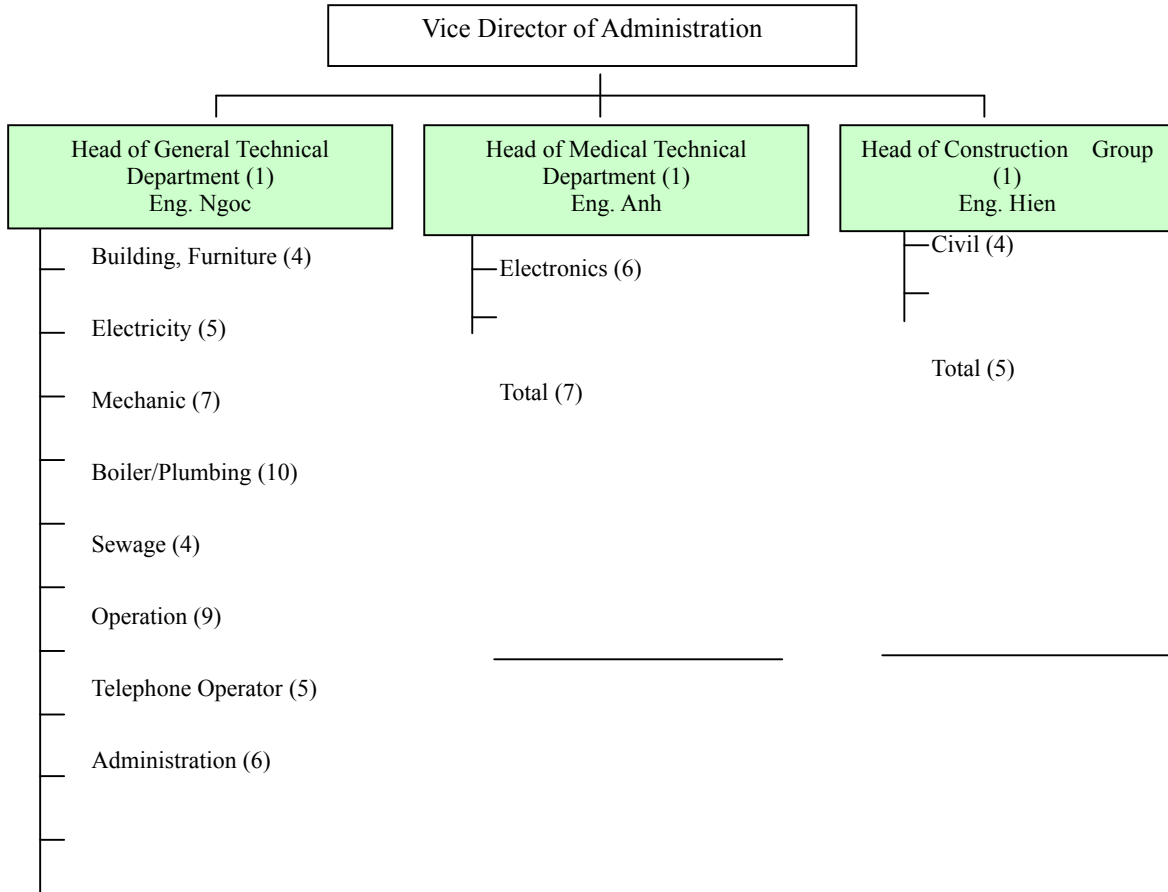 Vice Director of Administration
Head of General Technical
Department (1)
Eng. Ngoc
Head of Medical Technical
Department (1)
Eng. Anh
Head of Construction Group
(1)
Eng. Hien
Building, Furniture (4)
Electricity (5)
Mechanic (7)
Boiler/Plumbing (10)
Sewage (4)
Operation (9)
Telephone Operator (5)
Administration (6)
Electronics (6)
Total (7)
Civil (4)
Total (5)